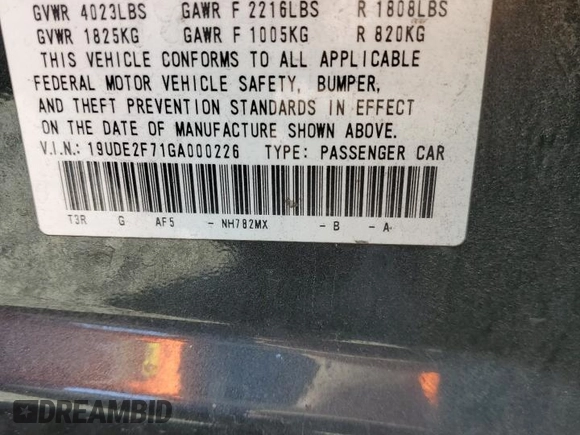 GVWR 4023LBS GAWR F 2216LBS R 1808LBS
GVWR 1825KG GAWR F 1005KG R 820KG
THIS VEHICLE CONFORMS TO ALL APPLICABLE
FEDERAL MOTOR VEHICLE SAFETY, BUMPER,
AND THEFT PREVENTION STANDARDS IN EFFECT
ON THE DATE OF MANUFACTURE SHOWN ABOVE.
V.I.N.: 19UDE2F71GA000226 TYPE: PASSENGER CAR
T3R G AF5 - NH782MX - B - A-
DREAMBID